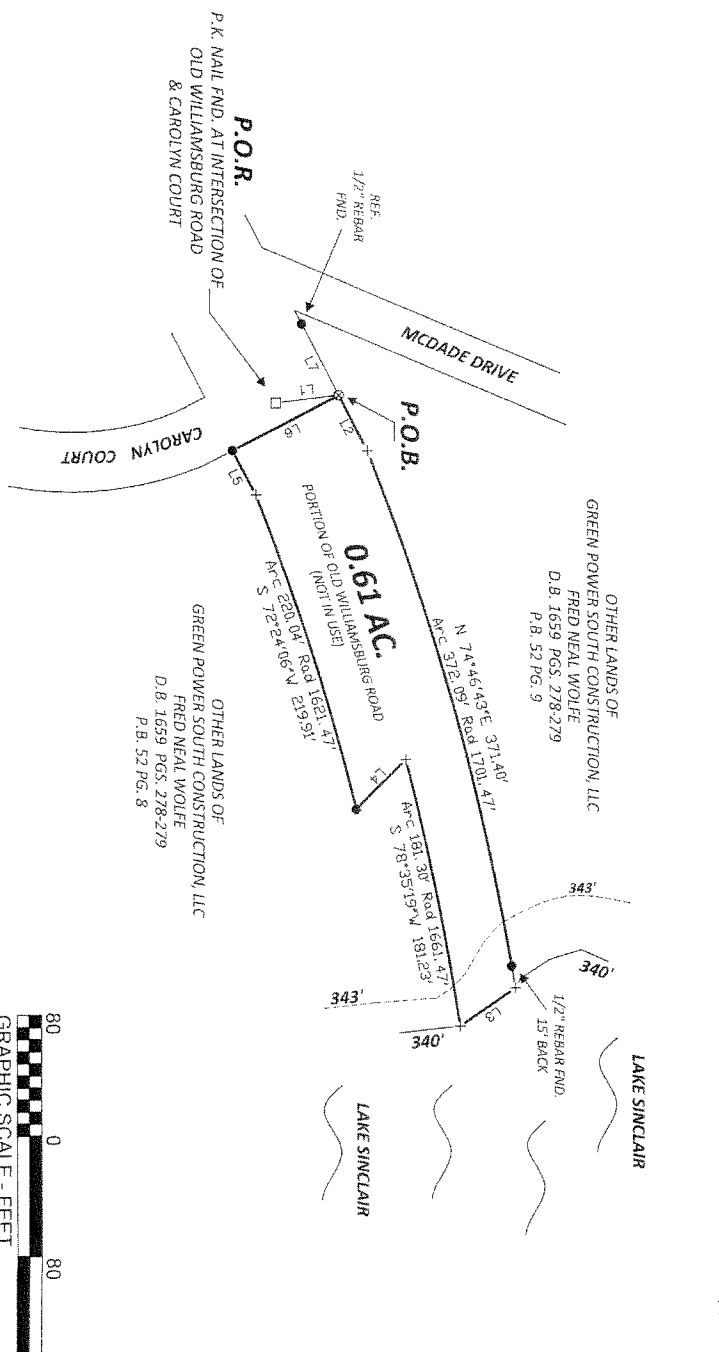 P.O.R.
P.K. NAIL FND. AT INTERSECTION OF
OLD WILLIAMSBURG ROAD
& CAROLYN COURT
REF.
1/2" REBAR
FND.
MCDADE DRIVE
L7
L1
P.O.B.
L2
L6
CAROLYN COURT
L5
OTHER LANDS OF
GREEN POWER SOUTH CONSTRUCTION, LLC
FRED NEAL WOLFE
D.B. 1659 PGS. 278-279
P.B. 52 PG. 9
N 74°46'43"E 371.40'
Arc 372.09' Rad 1701.47'
0.61 AC.
PORTION OF OLD WILLIAMSBURG ROAD
(NOT IN USE)
Arc 220.04' Rad 1621.47'
S 72°24'06"W 219.91'
L4
Arc 181.30' Rad 1661.47'
S 78°35'19"W 181.23'
OTHER LANDS OF
GREEN POWER SOUTH CONSTRUCTION, LLC
FRED NEAL WOLFE
D.B. 1659 PGS. 278-279
P.B. 52 PG. 8
343'
340'
1/2" REBAR FND.
15' BACK
L3
343'
340'
LAKE SINCLAIR
LAKE SINCLAIR
80 0 80
GRAPHIC SCALE - FEET